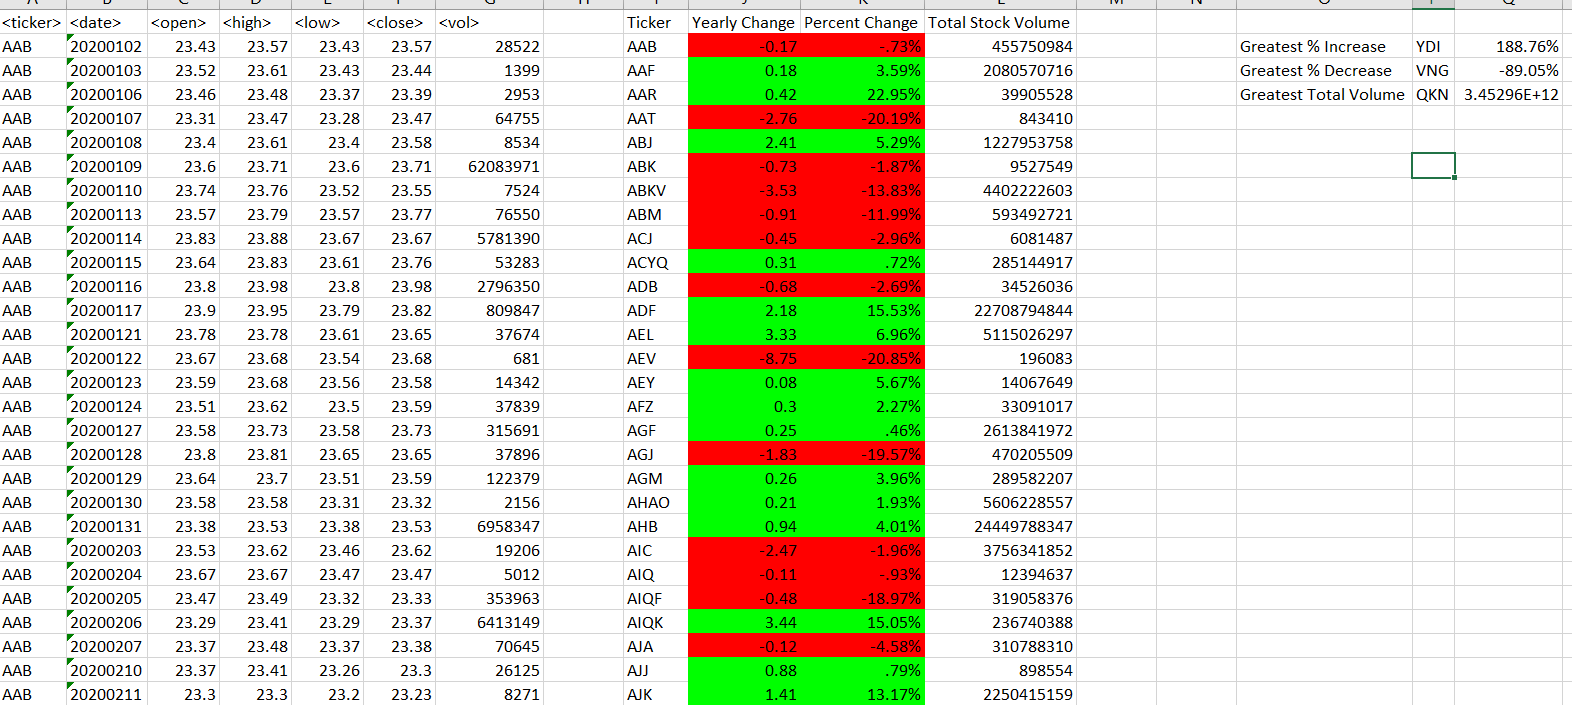 <ticker> <date> <open> <high> <low> <close> <vol> Ticker Yearly Change Percent Change Total Stock Volume
AAB 20200102 23.43 23.57 23.43 23.57 28522 AAB -0.17 -.73% 455750984 Greatest % Increase YDI 188.76%
AAB 20200103 23.52 23.61 23.43 23.44 1399 AAF 0.18 3.59% 2080570716 Greatest % Decrease VNG -89.05%
AAB 20200106 23.46 23.48 23.37 23.39 2953 AAR 0.42 22.95% 39905528 Greatest Total Volume QKN 3.45296E+12
AAB 20200107 23.31 23.47 23.28 23.47 64755 AAT -2.76 -20.19% 843410
AAB 20200108 23.4 23.61 23.4 23.58 8534 ABJ 2.41 5.29% 1227953758
AAB 20200109 23.6 23.71 23.6 23.71 62083971 ABK -0.73 -1.87% 9527549
AAB 20200110 23.74 23.76 23.52 23.55 7524 ABKV -3.53 -13.83% 4402222603
AAB 20200113 23.57 23.79 23.57 23.77 76550 ABM -0.91 -11.99% 593492721
AAB 20200114 23.83 23.88 23.67 23.67 5781390 ACJ -0.45 -2.96% 6081487
AAB 20200115 23.64 23.83 23.61 23.76 53283 ACYQ 0.31 .72% 285144917
AAB 20200116 23.8 23.98 23.8 23.98 2796350 ADB -0.68 -2.69% 34526036
AAB 20200117 23.9 23.95 23.79 23.82 809847 ADF 2.18 15.53% 22708794844
AAB 20200121 23.78 23.78 23.61 23.65 37674 AEL 3.33 6.96% 5115026297
AAB 20200122 23.67 23.68 23.54 23.68 681 AEV -8.75 -20.85% 196083
AAB 20200123 23.59 23.68 23.56 23.58 14342 AEY 0.08 5.67% 14067649
AAB 20200124 23.51 23.62 23.5 23.59 37839 AFZ 0.3 2.27% 33091017
AAB 20200127 23.58 23.73 23.58 23.73 315691 AGF 0.25 .46% 2613841972
AAB 20200128 23.8 23.81 23.65 23.65 37896 AGJ -1.83 -19.57% 470205509
AAB 20200129 23.64 23.7 23.51 23.59 122379 AGM 0.26 3.96% 289582207
AAB 20200130 23.58 23.58 23.31 23.32 2156 AHAO 0.21 1.93% 5606228557
AAB 20200131 23.38 23.53 23.38 23.53 6958347 AHB 0.94 4.01% 24449788347
AAB 20200203 23.53 23.62 23.46 23.62 19206 AIC -2.47 -1.96% 3756341852
AAB 20200204 23.67 23.67 23.47 23.47 5012 AIQ -0.11 -.93% 12394637
AAB 20200205 23.47 23.49 23.32 23.33 353963 AIQF -0.48 -18.97% 319058376
AAB 20200206 23.29 23.41 23.29 23.37 6413149 AIQK 3.44 15.05% 236740388
AAB 20200207 23.37 23.48 23.37 23.38 70645 AJA -0.12 -4.58% 310788310
AAB 20200210 23.37 23.41 23.26 23.3 26125 AJJ 0.88 .79% 898554
AAB 20200211 23.3 23.3 23.2 23.23 8271 AJK 1.41 13.17% 2250415159